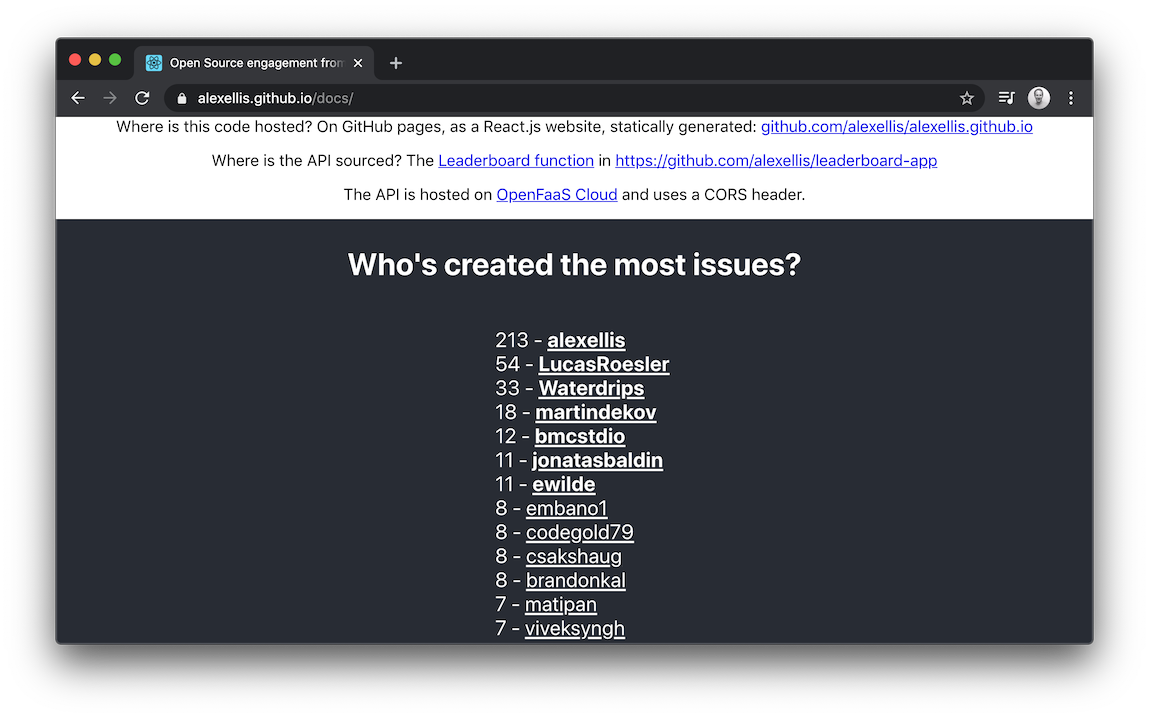 Open Source engagement from
alexellis.github.io/docs/
Where is this code hosted? On GitHub pages, as a React.js website, statically generated: github.com/alexellis/alexellis.github.io
Where is the API sourced? The Leaderboard function in https://github.com/alexellis/leaderboard-app
The API is hosted on OpenFaaS Cloud and uses a CORS header.
Who's created the most issues?
213 - alexellis
54 - LucasRoesler
33 - Waterdrips
18 - martindekov
12 - bmcstdio
11 - jonatasbaldin
11 - ewilde
8 - embano1
8 - codegold79
8 - csakshaug
8 - brandonkal
7 - matipan
7 - viveksyngh